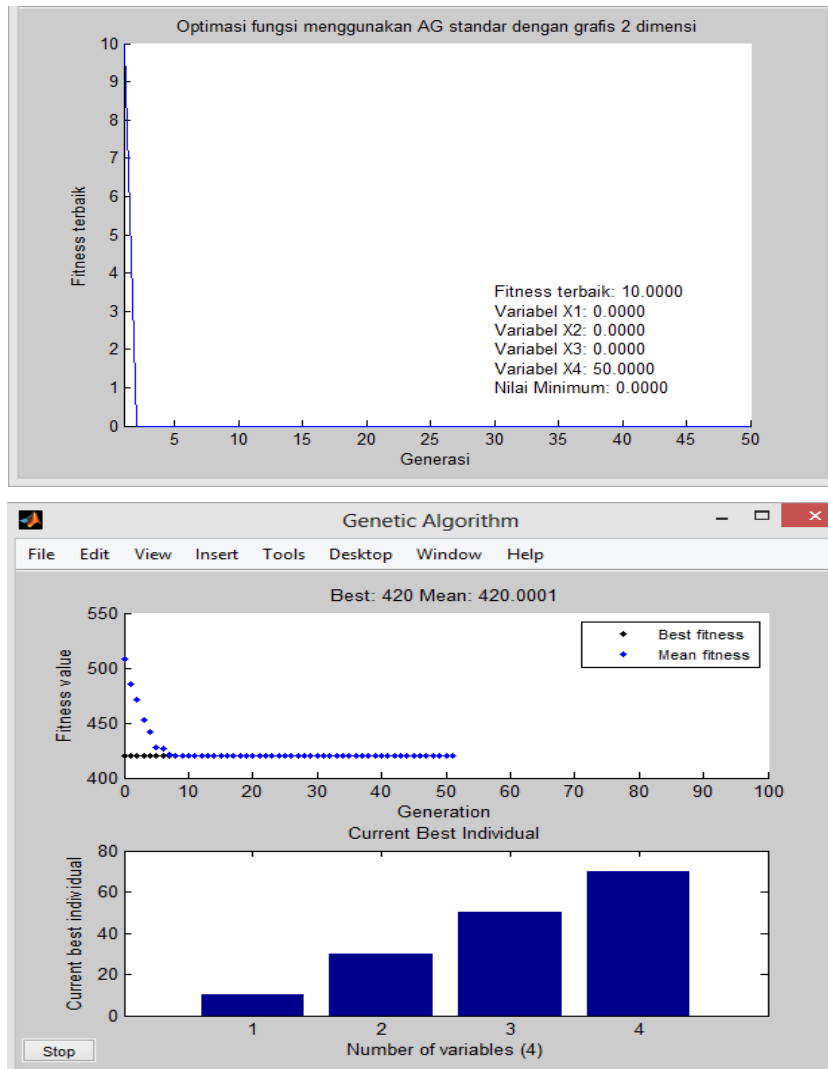 Optimasi fungsi menggunakan AG standar dengan grafis 2 dimensi
10
9
8
7
6
5
4
3
2
1
0
Fitness terbaik
Fitness terbaik: 10.0000
Variabel X1: 0.0000
Variabel X2: 0.0000
Variabel X3: 0.0000
Variabel X4: 50.0000
Nilai Minimum: 0.0000
5 10 15 20 25 30 35 40 45 50
Generasi
Genetic Algorithm
File Edit View Insert Tools Desktop Window Help
Best: 420 Mean: 420.0001
550
500
450
400
Fitness value
Best fitness
Mean fitness
0 10 20 30 40 50 60 70 80 90 100
Generation
Current Best Individual
80
60
40
20
0
Current best individual
1 2 3 4
Number of variables (4)
Stop